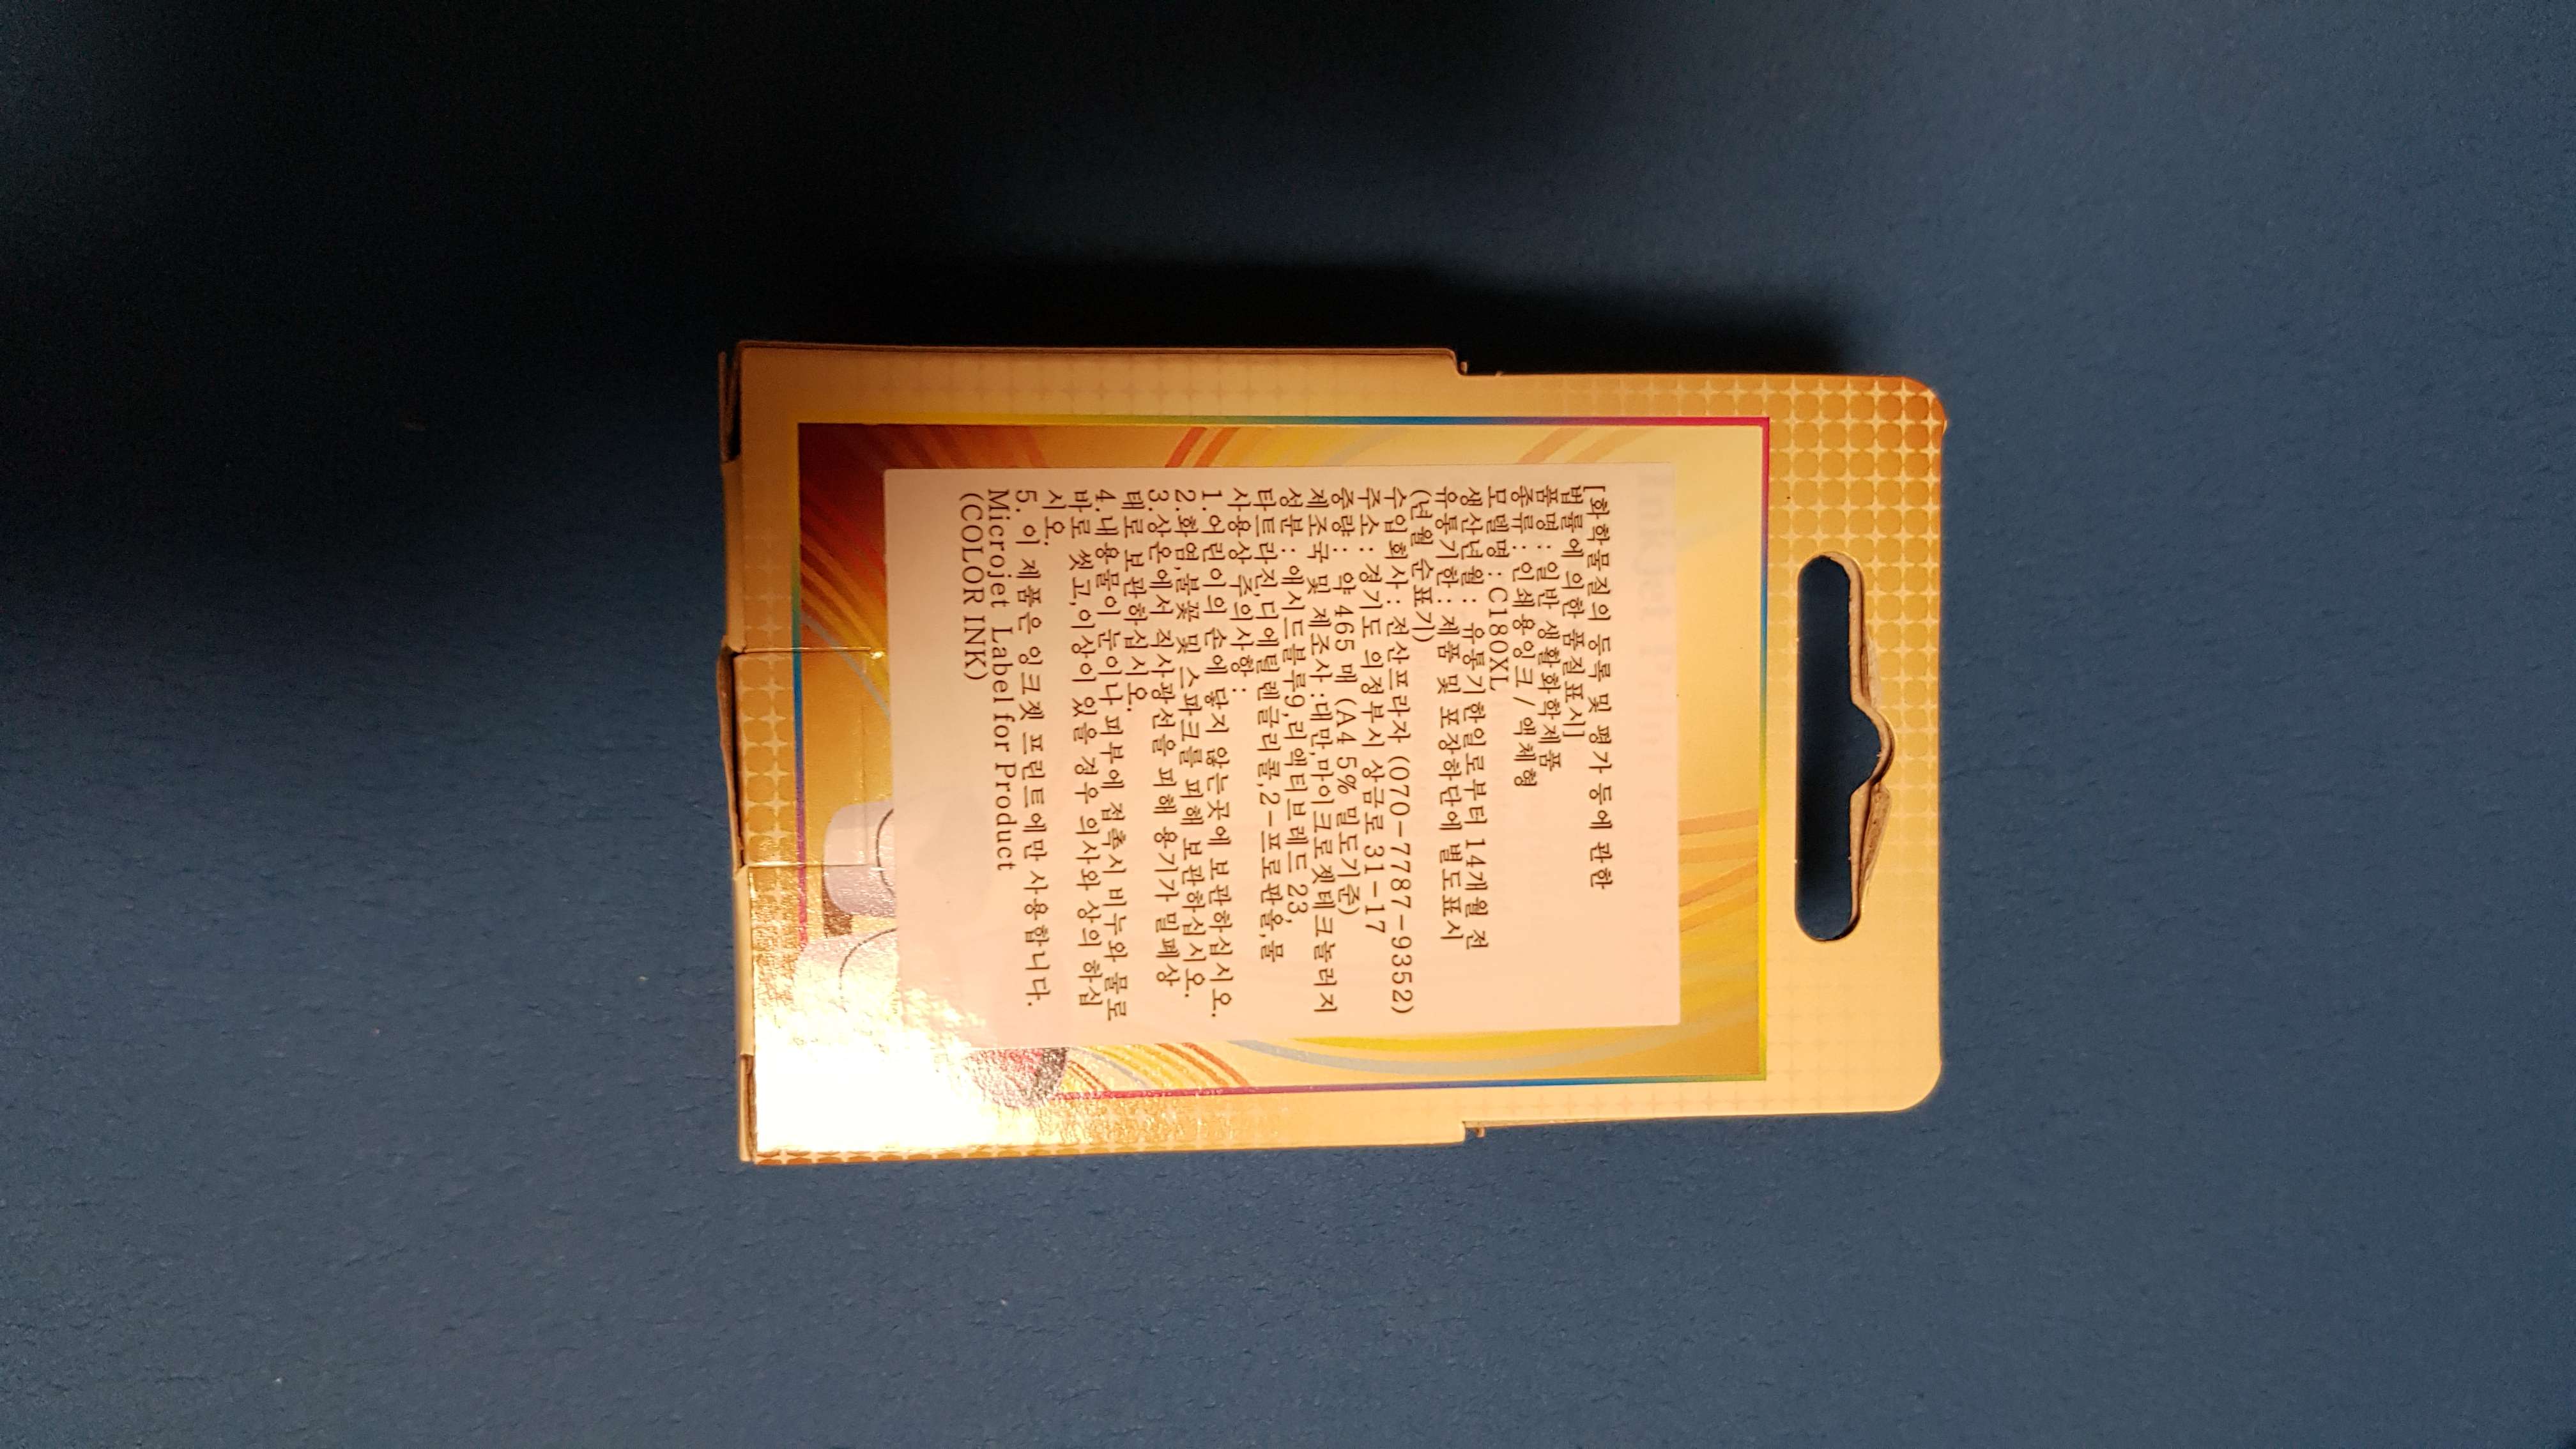 [화학물질의 등록 및 평가 등에 관한
법률에 의한 품질표시]
품명 : 일반 생활화학제품
종류 : 인쇄용잉크 / 액체형
모델명 : C180XL
생산년월 : 유통기한일로부터 14개월 전
유통기한 : 제품 및 포장하단에 별도표시
(년월 순표기)
수입회사 : 전산프라자 (070-7787-9352)
주소 : 경기도 의정부시 상금로 31-17
중량 : 약 465 매 (A4 5% 밀도기준)
제조국 및 제조사 :대만,마이크로젯테크놀러지
성분 : 에시드블루9,리액티브레드 23,
타트라진,디에틸렌글리콜,2-프로판올,물
사용상 주의사항 :
1. 어린이의 손에 닿지 않는곳에 보관하십시오.
2. 화염,불꽃 및 스파크를 피해 보관하십시오.
3. 상온에서 직사광선을 피해 용기가 밀폐상
태로 보관하십시오.
4. 내용물이 눈이나 피부에 접촉시 비누와 물로
바로 씻고,이상이 있을 경우 의사와 상의 하십
시오.
5. 이 제품은 잉크젯 프린트에만 사용합니다.
Microjet Label for Product
(COLOR INK)